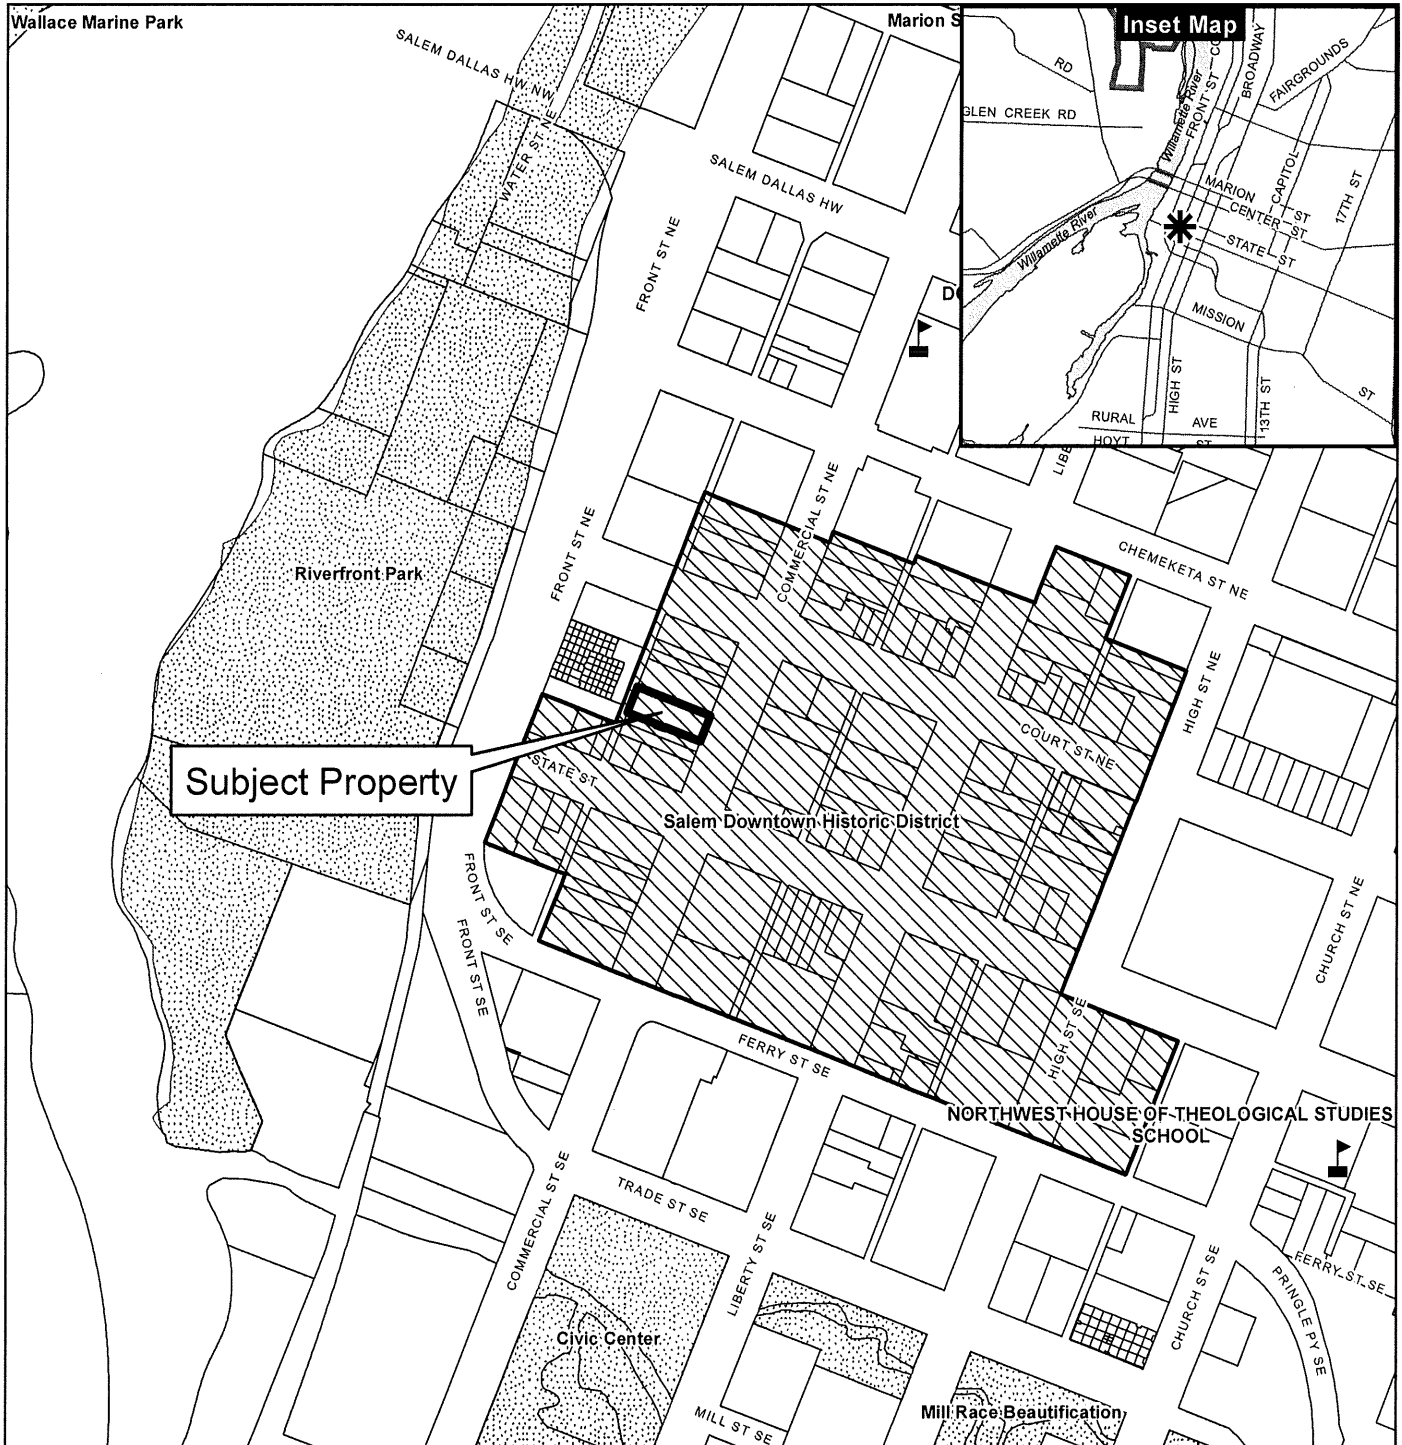 Wallace Marine Park
Marion S
Inset Map
SALEM DALLAS HW NW
WATER ST NE
SALEM DALLAS HW
FRONT ST NE
RD
GLEN CREEK RD
Willamette River
FRONT ST
CO
BROADWAY
FAIRGROUNDS
CAPITOL
17TH ST
MARION ST
CENTER ST
STATE ST
Willamette River
MISSION
ST
HIGH ST
13TH ST
RURAL AVE
HOYT ST
COMMERCIAL ST NE
FRONT ST NE
CHEMEKETA ST NE
Riverfront Park
HIGH ST NE
COURT ST NE
STATE ST
Subject Property
Salem Downtown Historic District
FRONT ST SE
FRONT ST SE
CHURCH ST NE
HIGH ST SE
FERRY ST SE
NORTHWEST HOUSE OF THEOLOGICAL STUDIES
SCHOOL
COMMERCIAL ST SE
TRADE ST SE
LIBERTY ST SE
CHURCH ST SE
FERRY ST SE
PRINGLE PY SE
Civic Center
MILL ST SE
Mill Race Beautification